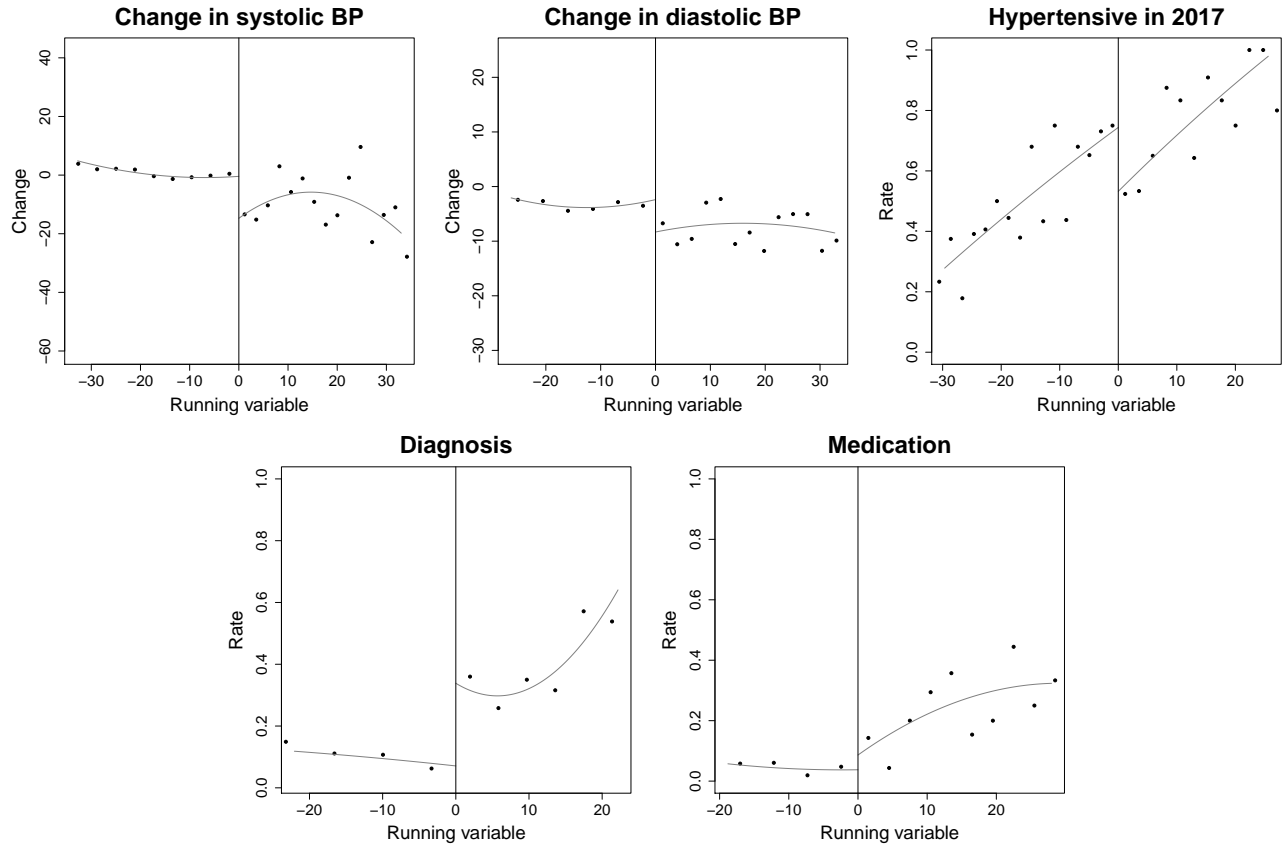 Change in systolic BP
Change
40
20
0
−20
−40
−60
−30 −20 −10 0 10 20 30
Running variable
Change in diastolic BP
Change
20
10
0
−10
−20
−30
−20 −10 0 10 20 30
Running variable
Hypertensive in 2017
Rate
1.0
0.8
0.6
0.4
0.2
0.0
−30 −20 −10 0 10 20
Running variable
Diagnosis
Rate
1.0
0.8
0.6
0.4
0.2
0.0
−20 −10 0 10 20
Running variable
Medication
Rate
1.0
0.8
0.6
0.4
0.2
0.0
−20 −10 0 10 20
Running variable